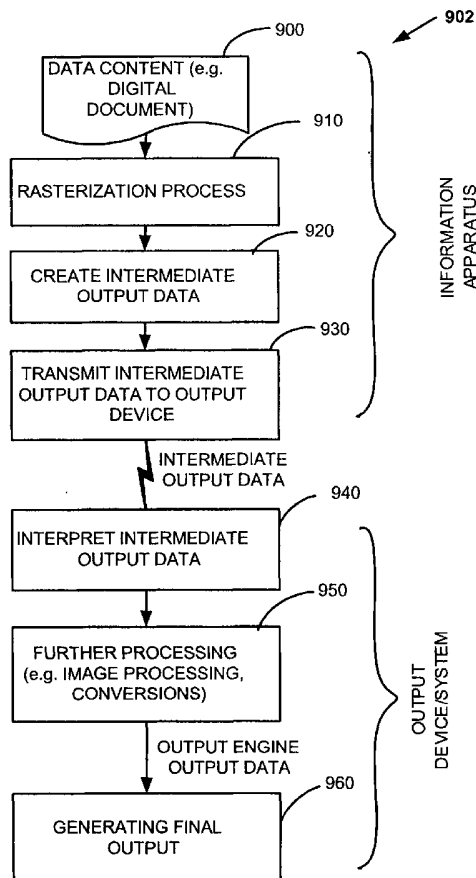 900
902
DATA CONTENT (e.g.
DIGITAL
DOCUMENT)
910
RASTERIZATION PROCESS
920
CREATE INTERMEDIATE
OUTPUT DATA
930
TRANSMIT INTERMEDIATE
OUTPUT DATA TO OUTPUT
DEVICE
INFORMATION
APPARATUS
INTERMEDIATE
OUTPUT DATA
940
INTERPRET INTERMEDIATE
OUTPUT DATA
950
FURTHER PROCESSING
(e.g. IMAGE PROCESSING,
CONVERSIONS)
OUTPUT
DEVICE/SYSTEM
OUTPUT ENGINE
OUTPUT DATA
960
GENERATING FINAL
OUTPUT